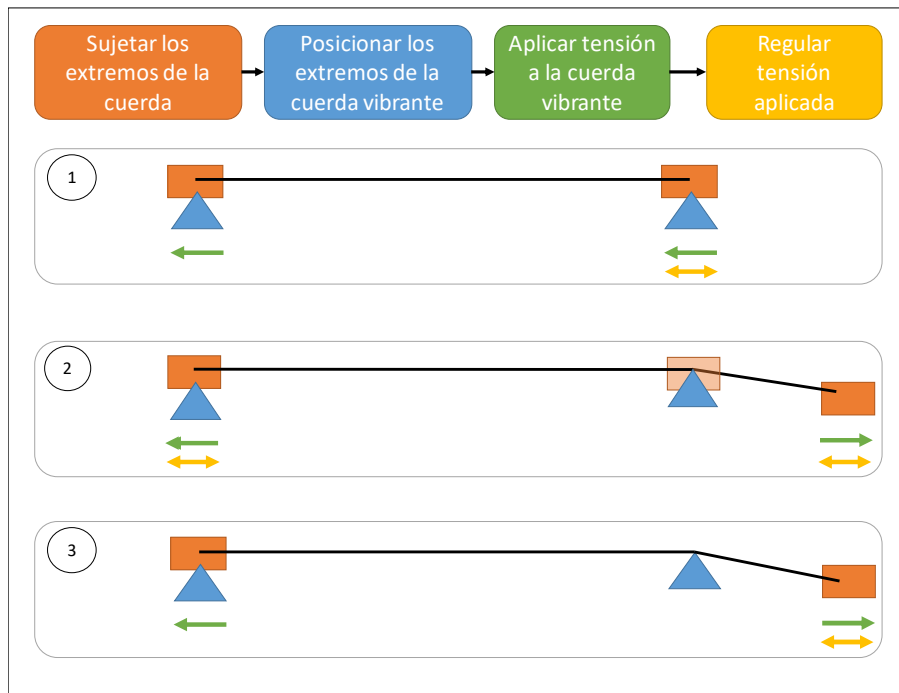 Sujetar los
extremos de la
cuerda
Posicionar los
extremos de la
cuerda vibrante
Aplicar tensión
a la cuerda
vibrante
Regular
tensión
aplicada
1
2
3